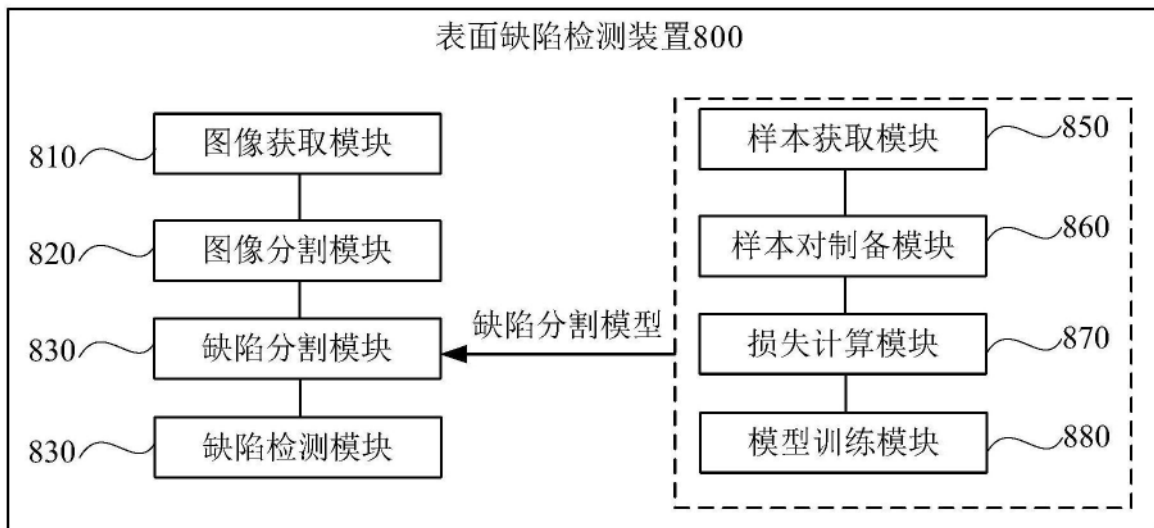 表面缺陷检测装置800
810 图像获取模块
820 图像分割模块
830 缺陷分割模块
830 缺陷检测模块
缺陷分割模型
样本获取模块 850
样本对制备模块 860
损失计算模块 870
模型训练模块 880